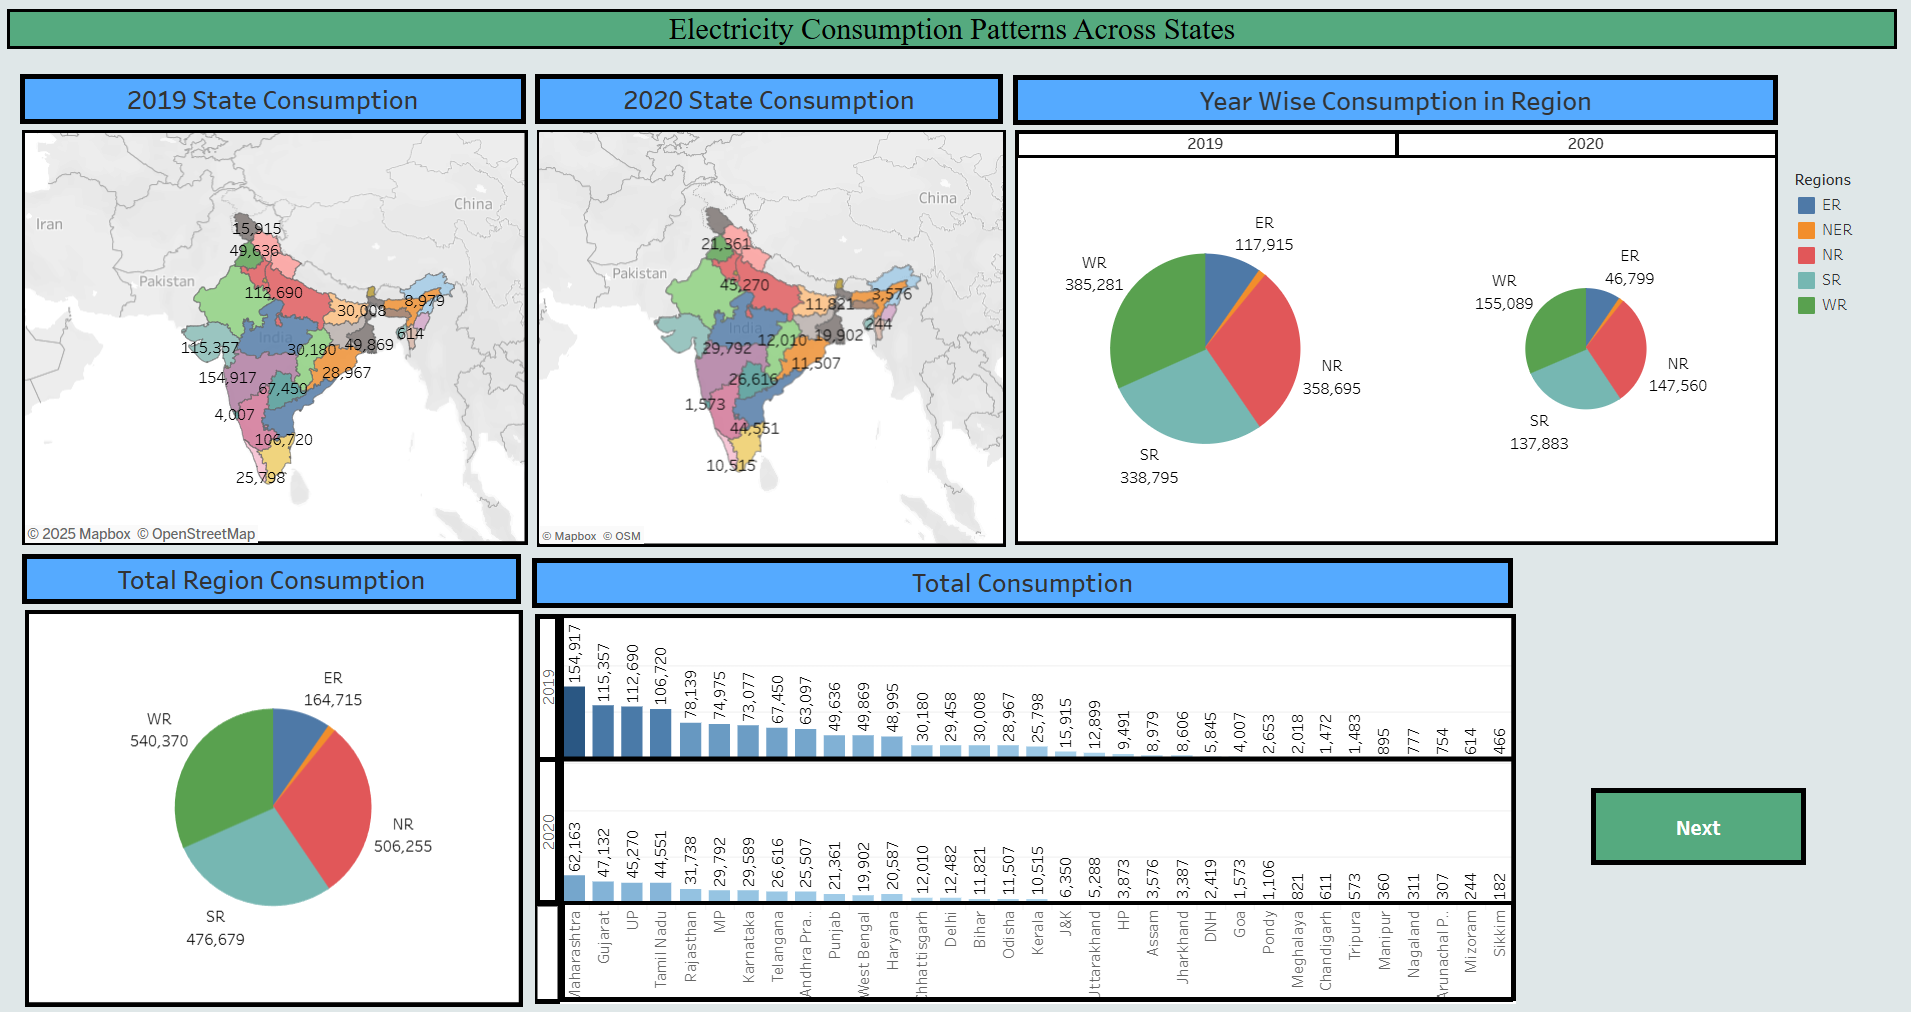 Electricity Consumption Patterns Across States
2019 State Consumption
2020 State Consumption
Year Wise Consumption in Region
Iran
China
Pakistan
India
15,915
49,636
112,690
8,979
30,008
614
115,357
30,180
49,869
154,917
28,967
67,450
4,007
106,720
25,798
© 2025 Mapbox © OpenStreetMap
China
Pakistan
India
21,361
45,270
3,576
11,821
244
29,792
12,010
19,902
11,507
26,616
1,573
44,551
10,515
© Mapbox © OSM
2019
2020
ER
117,915
WR
385,281
NR
358,695
SR
338,795
ER
46,799
WR
155,089
NR
147,560
SR
137,883
Regions
ER
NER
NR
SR
WR
Total Region Consumption
ER
164,715
WR
540,370
NR
506,255
SR
476,679
Total Consumption
2019
154,917
115,357
112,690
106,720
78,139
74,975
73,077
67,450
63,097
49,636
49,869
48,995
30,180
29,458
30,008
28,967
25,798
15,915
12,899
9,491
8,979
8,606
5,845
4,007
2,653
2,018
1,472
1,483
895
777
754
614
466
2020
62,163
47,132
45,270
44,551
31,738
29,792
29,589
26,616
25,507
21,361
19,902
20,587
12,010
12,482
11,821
11,507
10,515
6,350
5,288
3,873
3,576
3,387
2,419
1,573
1,106
821
611
573
360
311
307
244
182
Maharashtra
Gujarat
UP
Tamil Nadu
Rajasthan
MP
Karnataka
Telangana
Andhra Pra..
Punjab
West Bengal
Haryana
Chhattisgarh
Delhi
Bihar
Odisha
Kerala
J&K
Uttarakhand
HP
Assam
Jharkhand
DNH
Goa
Pondy
Meghalaya
Chandigarh
Tripura
Manipur
Nagaland
Arunachal P..
Mizoram
Sikkim
Next